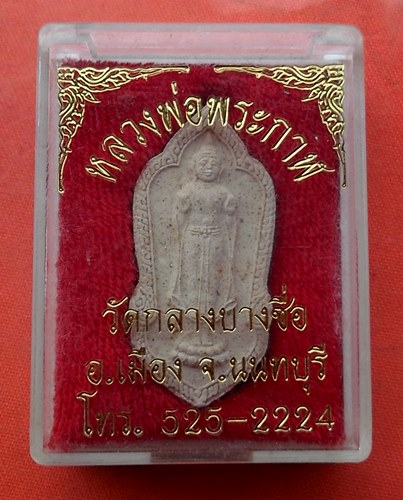 หลวงพ่อพระกาฬ
วัดกลางบางซื่อ
อ.เมือง จ.นนทบุรี
โทร. 525-2224